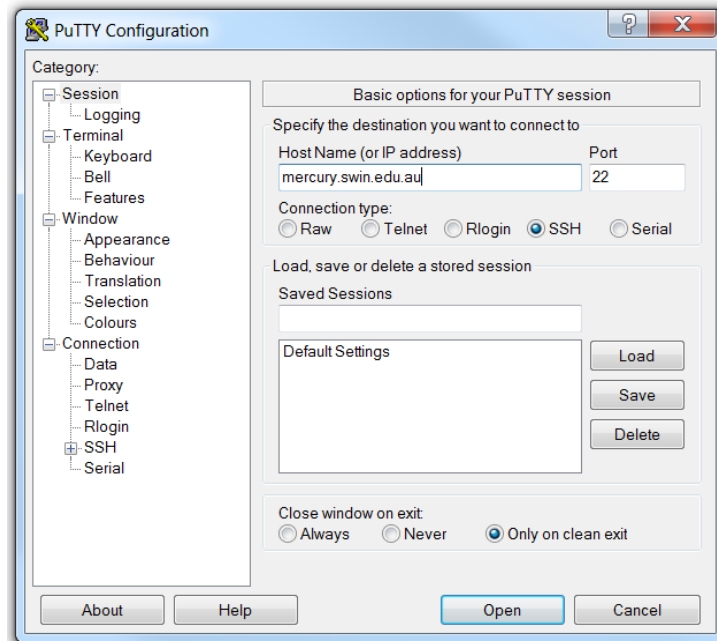 PuTTY Configuration
Category:
Session
Logging
Terminal
Keyboard
Bell
Features
Window
Appearance
Behaviour
Translation
Selection
Colours
Connection
Data
Proxy
Telnet
Rlogin
SSH
Serial
Basic options for your PuTTY session
Specify the destination you want to connect to
Host Name (or IP address) Port
mercury.swin.edu.au 22
Connection type:
Raw Telnet Rlogin SSH Serial
Load, save or delete a stored session
Saved Sessions
Default Settings
Load
Save
Delete
Close window on exit:
Always Never Only on clean exit
About Help Open Cancel